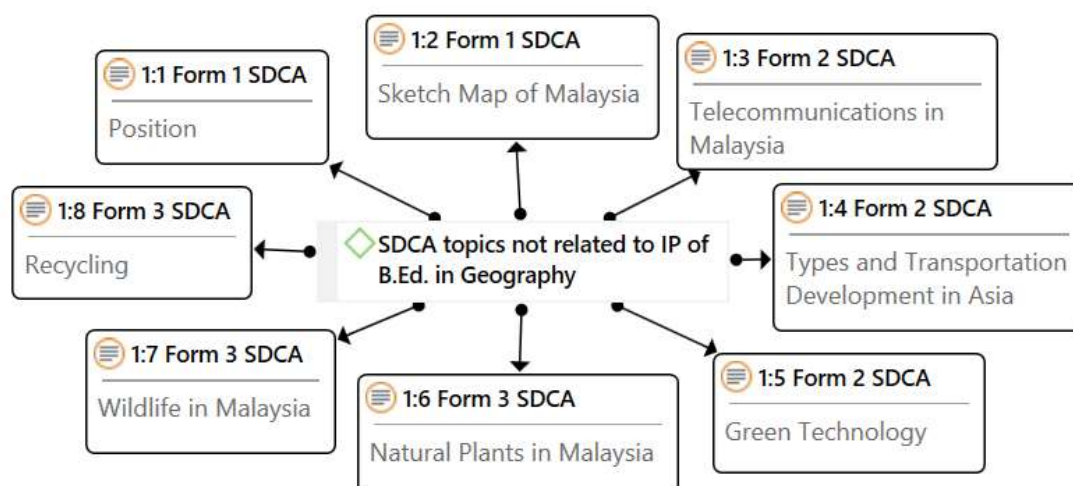 1:1 Form 1 SDCA
Position
1:2 Form 1 SDCA
Sketch Map of Malaysia
1:3 Form 2 SDCA
Telecommunications in
Malaysia
1:8 Form 3 SDCA
Recycling
SDCA topics not related to IP of
B.Ed. in Geography
1:4 Form 2 SDCA
Types and Transportation
Development in Asia
1:7 Form 3 SDCA
Wildlife in Malaysia
1:6 Form 3 SDCA
Natural Plants in Malaysia
1:5 Form 2 SDCA
Green Technology